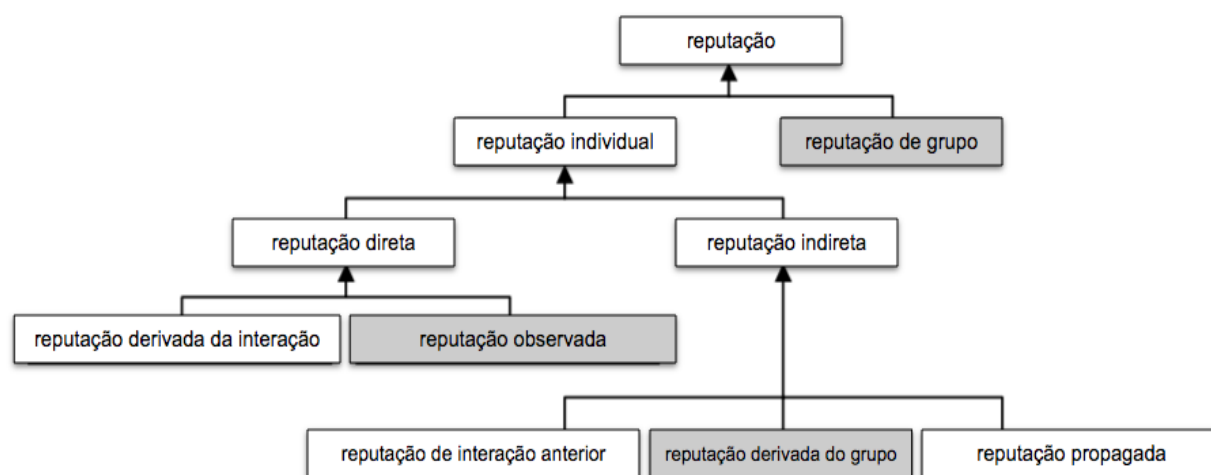 reputação
reputação individual
reputação de grupo
reputação direta
reputação indireta
reputação derivada da interação
reputação observada
reputação de interação anterior
reputação derivada do grupo
reputação propagada